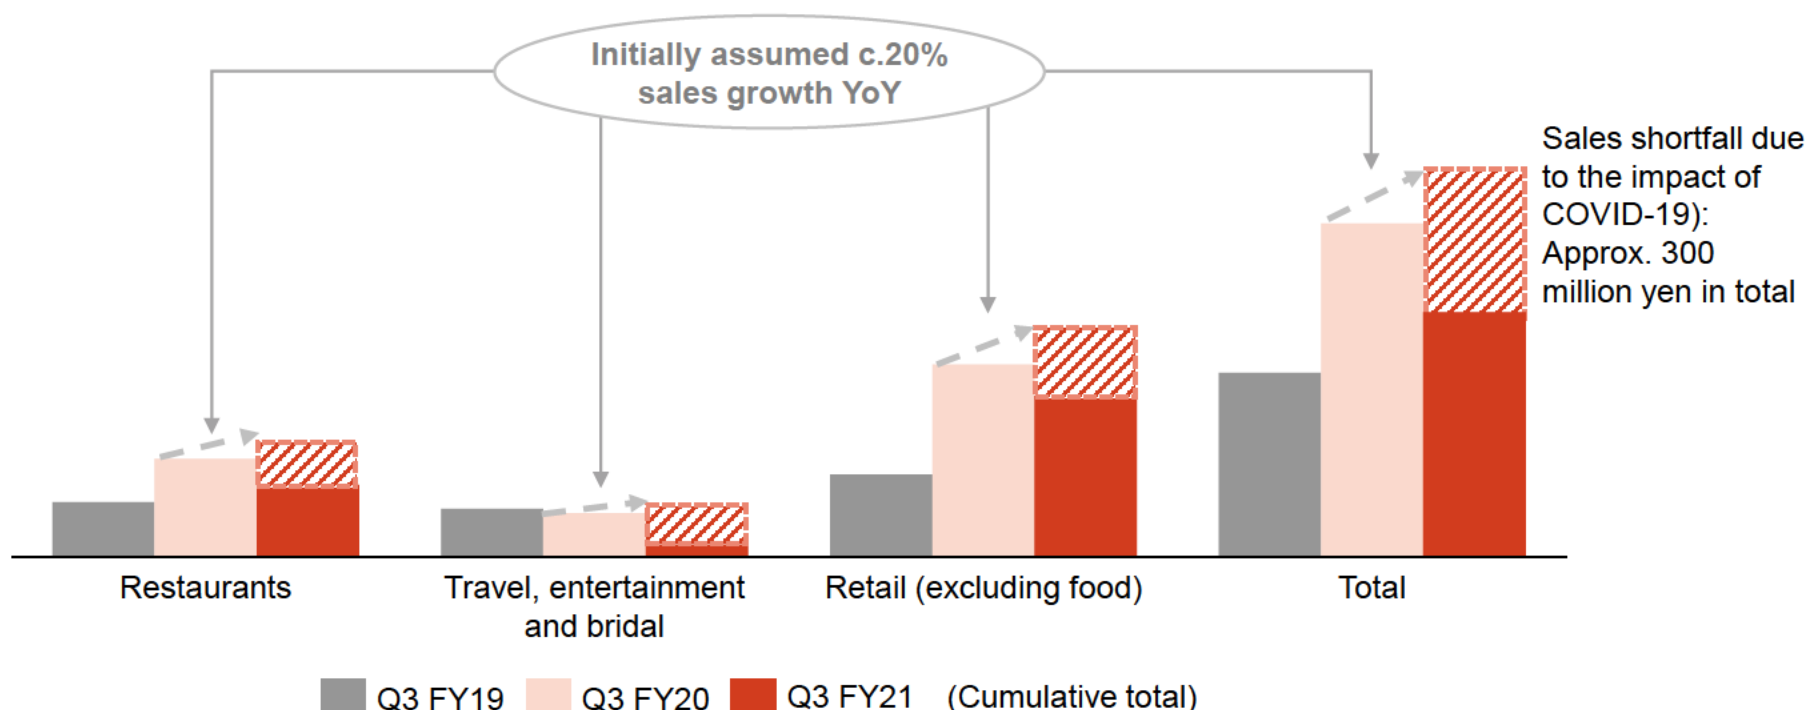 Initially assumed c.20%
sales growth YoY
Sales shortfall due
to the impact of
COVID-19):
Approx. 300
million yen in total
Restaurants
Travel, entertainment
and bridal
Retail (excluding food)
Total
Q3 FY19
Q3 FY20
Q3 FY21
(Cumulative total)